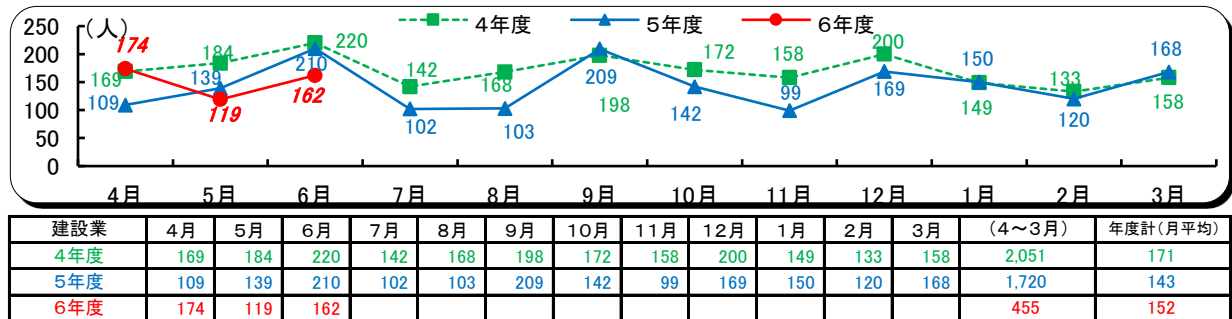 (人)
４年度 ５年度 ６年度
250
200
150
100
50
0
169 184 220 142 168 198 172 158 200 149 133 158
109 139 210 102 103 209 142 99 169 150 120 168
174 119 162
4月 5月 6月 7月 8月 9月 10月 11月 12月 1月 2月 3月
建設業 4月 5月 6月 7月 8月 9月 10月 11月 12月 1月 2月 3月 (4～3月) 年度計(月平均)
４年度 169 184 220 142 168 198 172 158 200 149 133 158 2,051 171
５年度 109 139 210 102 103 209 142 99 169 150 120 168 1,720 143
６年度 174 119 162 455 152